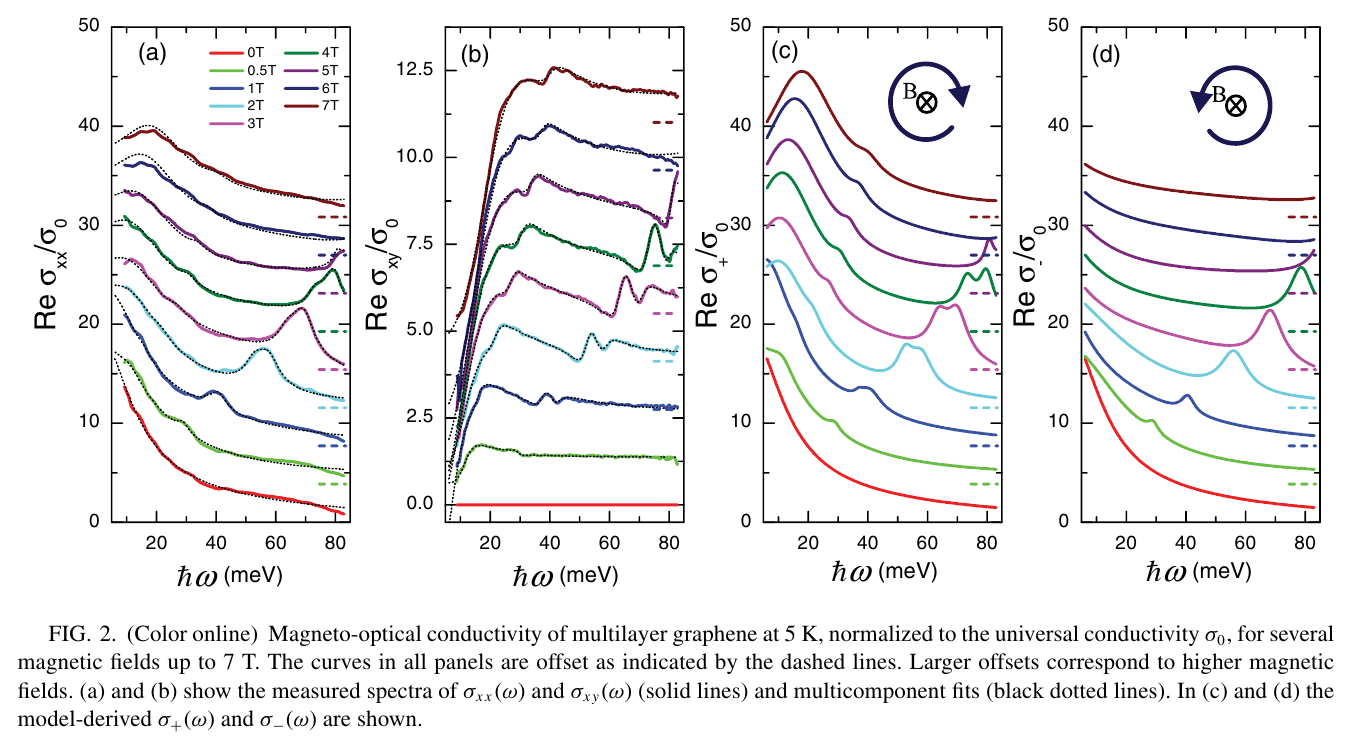 (a)
0T
0.5T
1T
2T
3T
4T
5T
6T
7T
50
40
30
20
10
0
Re σxx/σ0
20 40 60 80
ħω (meV)
(b)
12.5
10.0
7.5
5.0
2.5
0.0
Re σxy/σ0
20 40 60 80
ħω (meV)
(c)
B
50
40
30
20
10
0
Re σ+/σ0
20 40 60 80
ħω (meV)
(d)
B
50
40
30
20
10
0
Re σ-/σ0
20 40 60 80
ħω (meV)
FIG. 2. (Color online) Magneto-optical conductivity of multilayer graphene at 5 K, normalized to the universal conductivity σ0, for several
magnetic fields up to 7 T. The curves in all panels are offset as indicated by the dashed lines. Larger offsets correspond to higher magnetic
fields. (a) and (b) show the measured spectra of σxx(ω) and σxy(ω) (solid lines) and multicomponent fits (black dotted lines). In (c) and (d) the
model-derived σ+(ω) and σ−(ω) are shown.